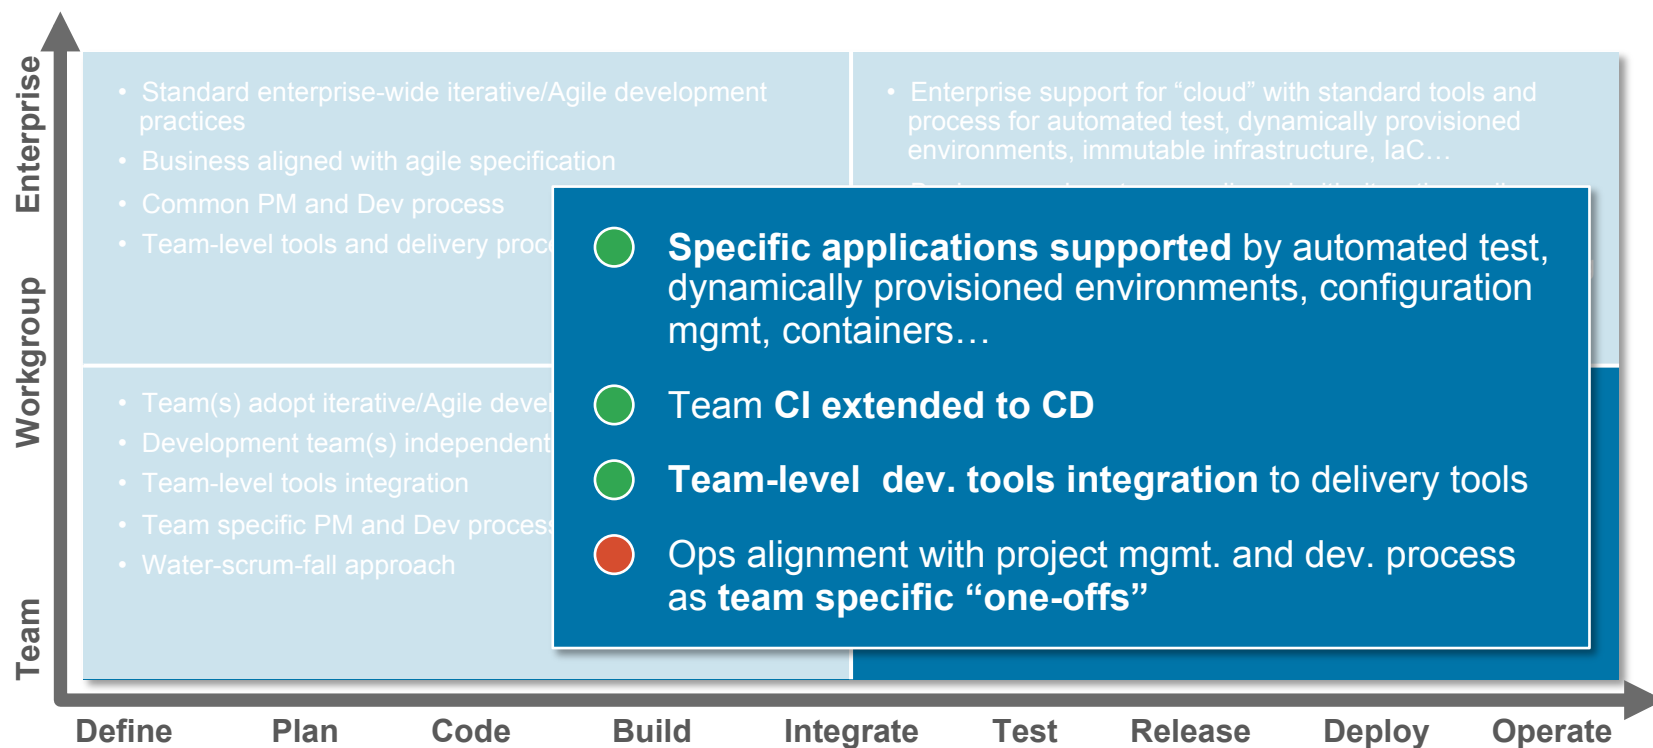 Enterprise
Workgroup
Team
• Standard enterprise-wide iterative/Agile development
practices
• Business aligned with agile specification
• Common PM and Dev process
• Team-level tools and delivery
• Enterprise support for “cloud” with standard tools and
process for automated test, dynamically provisioned
environments, immutable infrastructure, IaC…
• Team(s) adopt iterative/Agile
• Development team(s) independent
• Team-level tools integration
• Team specific PM and Dev process
• Water-scrum-fall approach
Specific applications supported by automated test,
dynamically provisioned environments, configuration
mgmt, containers…
Team CI extended to CD
Team-level dev. tools integration to delivery tools
Ops alignment with project mgmt. and dev. process
as team specific “one-offs”
Define Plan Code Build Integrate Test Release Deploy Operate